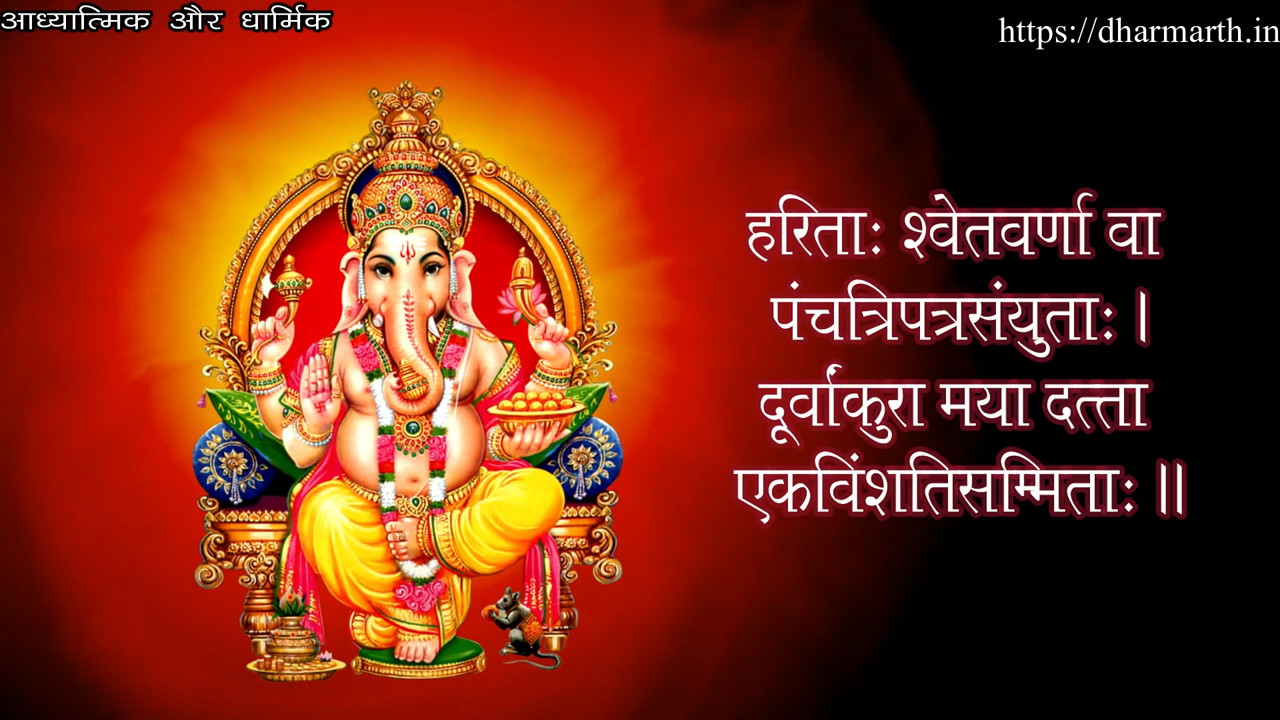 आध्यात्मिक और धार्मिक
https://dharmarth.in
हरिताः श्वेतवर्णा वा
पंचत्रिपत्रसंयुताः ।
दूर्वांकुरा मया दत्ता
एकविंशतिसम्मिताः ॥